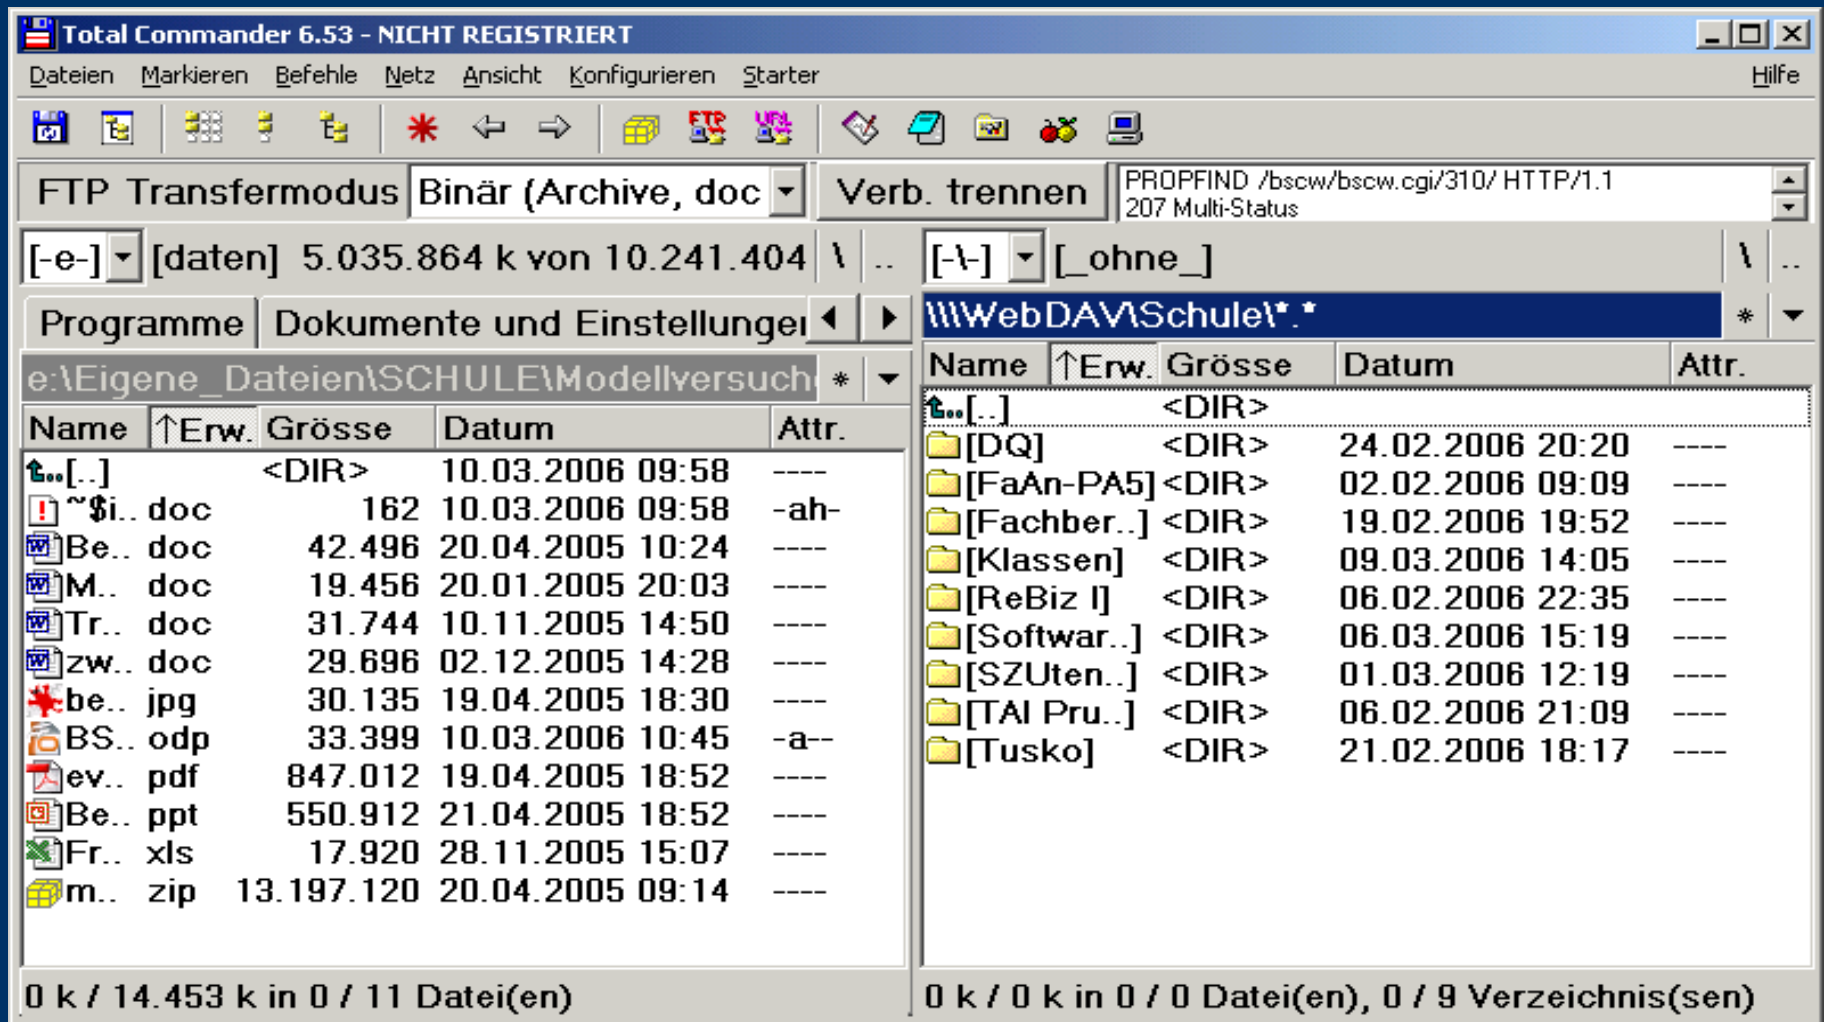 Total Commander 6.53 - NICHT REGISTRIERT
Dateien Markieren Befehle Netz Ansicht Konfigurieren Starter Hilfe
FTP URL
FTP Transfermodus Binär (Archive, doc Verb. trennen
PROPFIND /bscw/bscw.cgi/310/ HTTP/1.1
207 Multi-Status
[-e-] [daten] 5.035.864 k von 10.241.404 \ ..
Programme Dokumente und Einstellungen
e:\Eigene_Dateien\SCHULE\Modellversuch *
Name ↑Erw. Grösse Datum Attr.
[..] <DIR> 10.03.2006 09:58 ----
~$i.. doc 162 10.03.2006 09:58 -ah-
Be.. doc 42.496 20.04.2005 10:24 ----
M.. doc 19.456 20.01.2005 20:03 ----
Tr.. doc 31.744 10.11.2005 14:50 ----
zw.. doc 29.696 02.12.2005 14:28 ----
be.. jpg 30.135 19.04.2005 18:30 ----
BS.. odp 33.399 10.03.2006 10:45 -a--
ev.. pdf 847.012 19.04.2005 18:52 ----
Be.. ppt 550.912 21.04.2005 18:52 ----
Fr.. xls 17.920 28.11.2005 15:07 ----
m.. zip 13.197.120 20.04.2005 09:14 ----
0 k / 14.453 k in 0 / 11 Datei(en)
[-\-] [_ohne_] \ ..
\\\WebDAV\Schule\*.* *
Name ↑Erw. Grösse Datum Attr.
[..] <DIR>
[DQ] <DIR> 24.02.2006 20:20 ----
[FaAn-PA5] <DIR> 02.02.2006 09:09 ----
[Fachber..] <DIR> 19.02.2006 19:52 ----
[Klassen] <DIR> 09.03.2006 14:05 ----
[ReBiz I] <DIR> 06.02.2006 22:35 ----
[Softwar..] <DIR> 06.03.2006 15:19 ----
[SZUten..] <DIR> 01.03.2006 12:19 ----
[TAI Pru..] <DIR> 06.02.2006 21:09 ----
[Tusko] <DIR> 21.02.2006 18:17 ----
0 k / 0 k in 0 / 0 Datei(en), 0 / 9 Verzeichnis(sen)